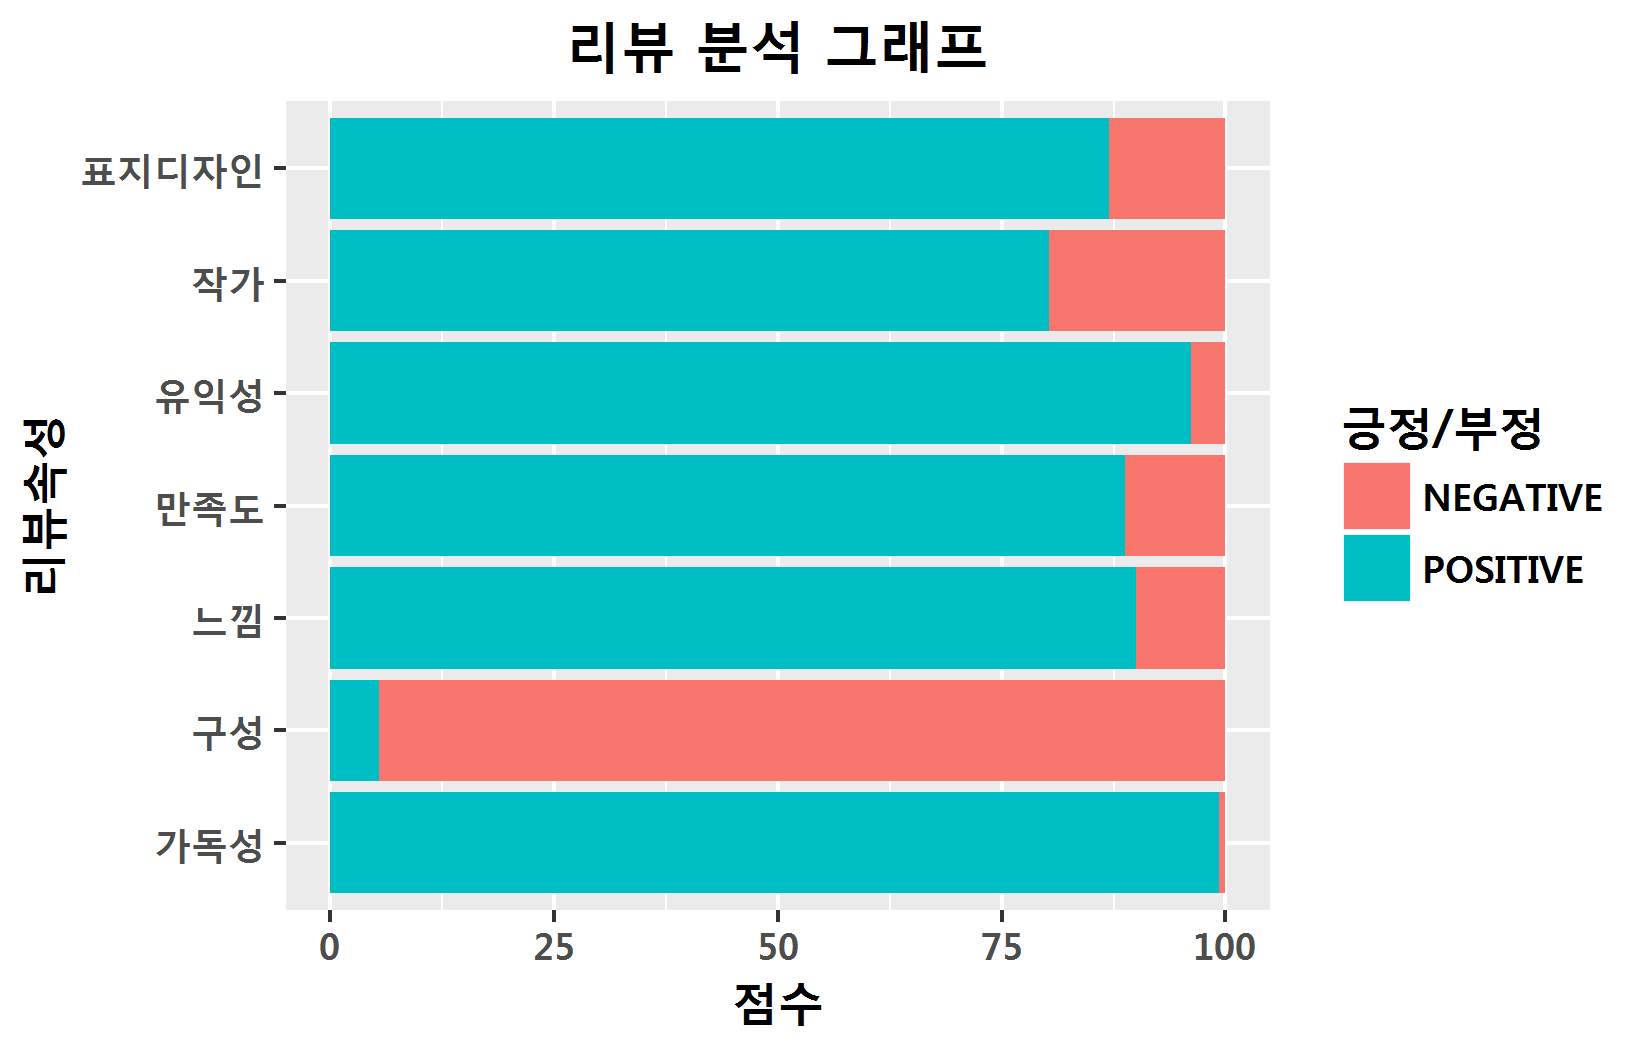 리뷰 분석 그래프
리뷰속성
표지디자인
작가
유익성
만족도
느낌
구성
가독성
0 25 50 75 100
점수
긍정/부정
NEGATIVE
POSITIVE